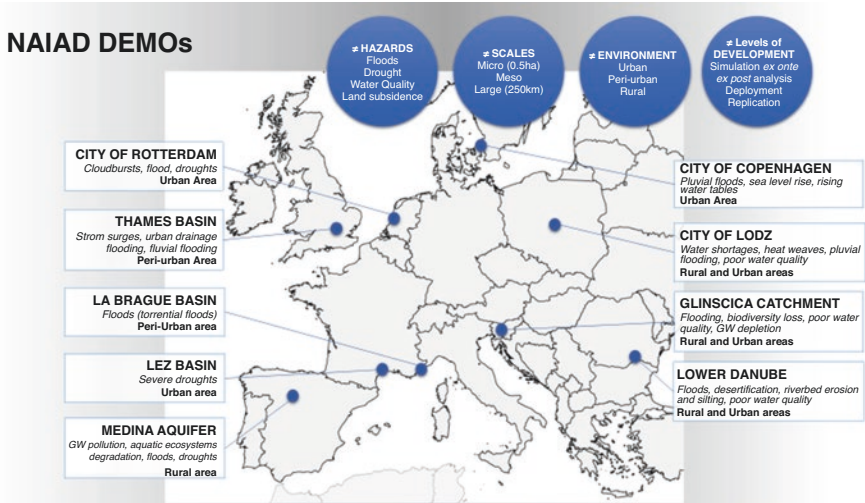 NAIAD DEMOs
≠ HAZARDS
Floods
Drought
Water Quality
Land subsidence
≠ SCALES
Micro (0.5ha)
Meso
Large (250km)
≠ ENVIRONMENT
Urban
Peri-urban
Rural
≠ Levels of
DEVELOPMENT
Simulation ex onte
ex post analysis
Deployment
Replication
CITY OF ROTTERDAM
Cloudbursts, flood, droughts
Urban Area
THAMES BASIN
Strom surges, urban drainage
flooding, fluvial flooding
Peri-urban Area
LA BRAGUE BASIN
Floods (torrential floods)
Peri-Urban area
LEZ BASIN
Severe droughts
Urban area
MEDINA AQUIFER
GW pollution, aquatic ecosystems
degradation, floods, droughts
Rural area
CITY OF COPENHAGEN
Pluvial floods, sea level rise, rising
water tables
Urban Area
CITY OF LODZ
Water shortages, heat weaves, pluvial
flooding, poor water quality
Rural and Urban areas
GLINSCICA CATCHMENT
Flooding, biodiversity loss, poor water
quality, GW depletion
Rural and Urban areas
LOWER DANUBE
Floods, desertification, riverbed erosion
and silting, poor water quality
Rural and Urban areas